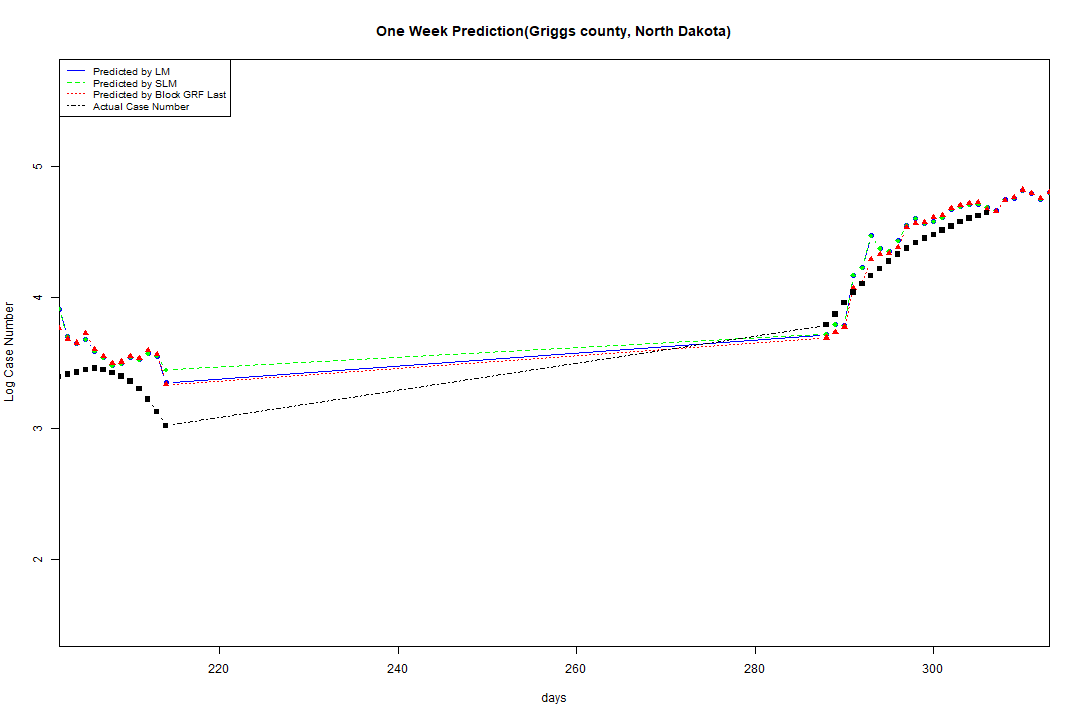 One Week Prediction(Griggs county, North Dakota)
Predicted by LM
Predicted by SLM
Predicted by Block GRF Last
Actual Case Number
5
4
3
2
Log Case Number
220 240 260 280 300
days